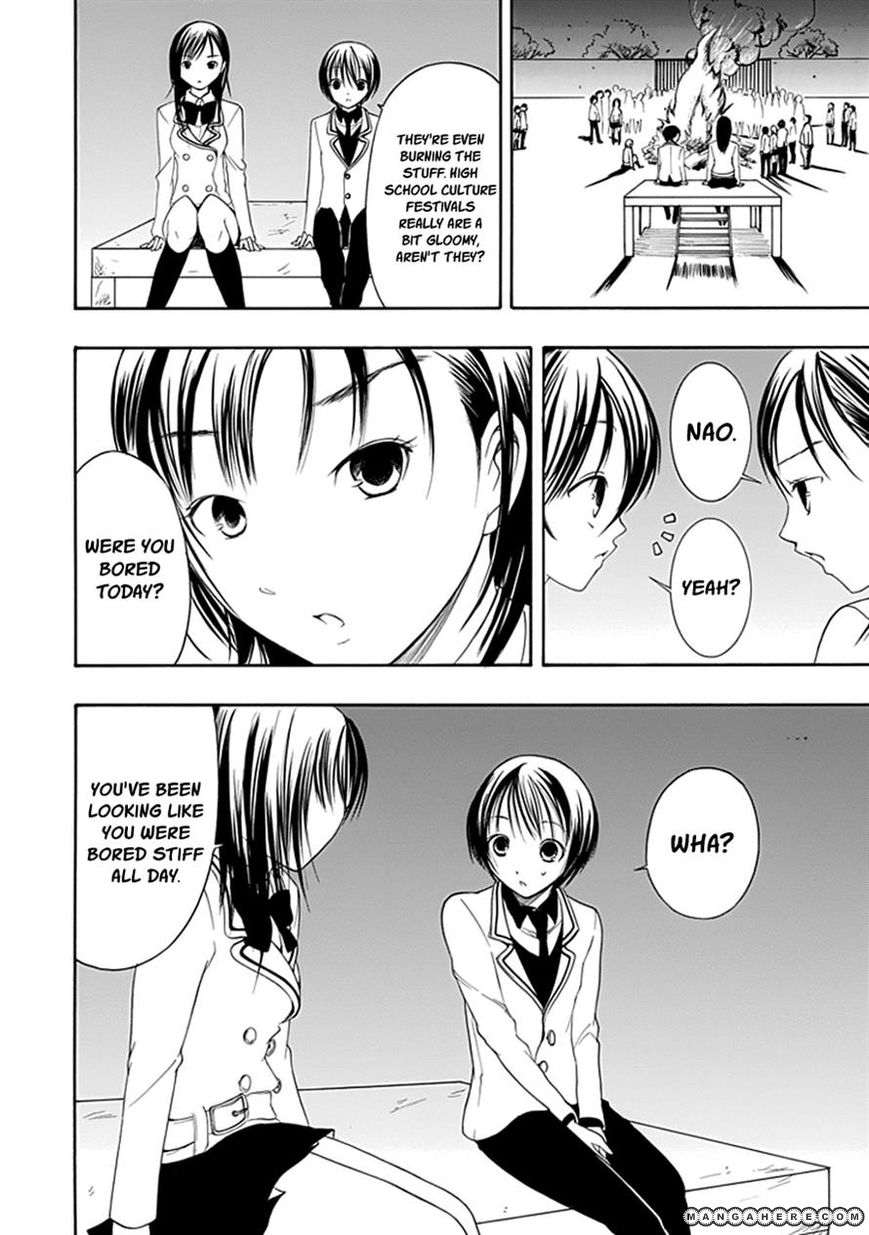 THEY'RE EVEN
BURNING THE
STUFF. HIGH
SCHOOL CULTURE
FESTIVALS
REALLY ARE A
BIT GLOOMY,
AREN'T THEY?
NAO.
YEAH?
WERE YOU
BORED
TODAY?
WHA?
YOU'VE BEEN
LOOKING LIKE
YOU WERE
BORED STIFF
ALL DAY.
MANGAHERE.COM